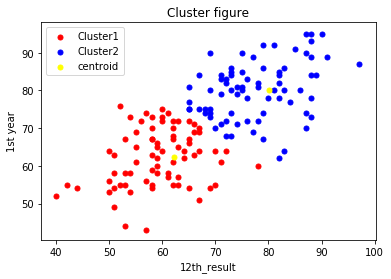 Cluster figure
Cluster1
Cluster2
centroid
1st year
90
80
70
60
50
40
50
60
70
80
90
100
12th_result